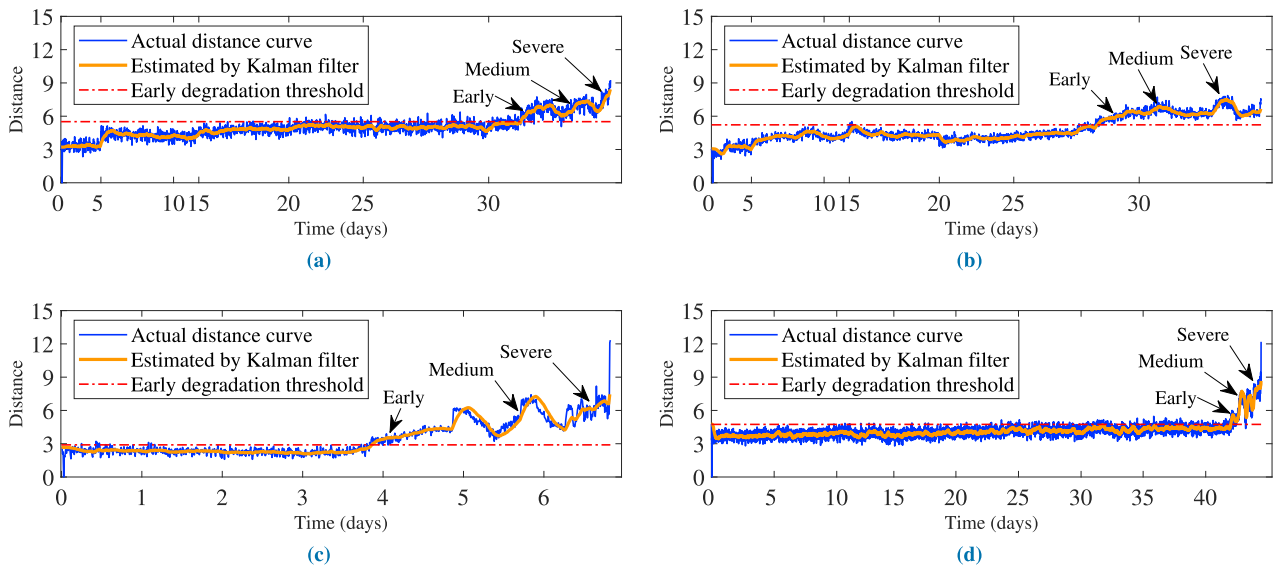 15
12
9
6
3
0
Distance
Actual distance curve
Estimated by Kalman filter
Early degradation threshold
Early
Medium
Severe
0 5 10 15 20 25 30
Time (days)
(a)
15
12
9
6
3
0
Distance
Actual distance curve
Estimated by Kalman filter
Early degradation threshold
Early
Medium
Severe
0 5 10 15 20 25 30
Time (days)
(b)
15
12
9
6
3
0
Distance
Actual distance curve
Estimated by Kalman filter
Early degradation threshold
Early
Medium
Severe
0 1 2 3 4 5 6
Time (days)
(c)
15
12
9
6
3
0
Distance
Actual distance curve
Estimated by Kalman filter
Early degradation threshold
Severe
Medium
Early
0 5 10 15 20 25 30 35 40
Time (days)
(d)